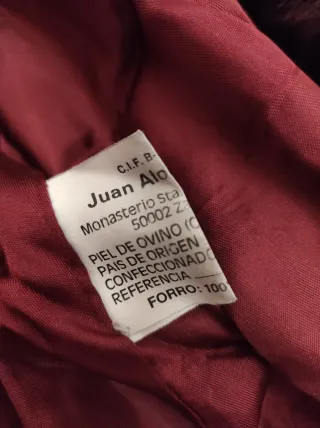 C.I.F. B-
Juan Alo
Monasterio Sta
50002 Z
PIEL DE OVINO (C
PAIS DE ORIGEN
CONFECCIONADO
REFERENCIA
FORRO: 100